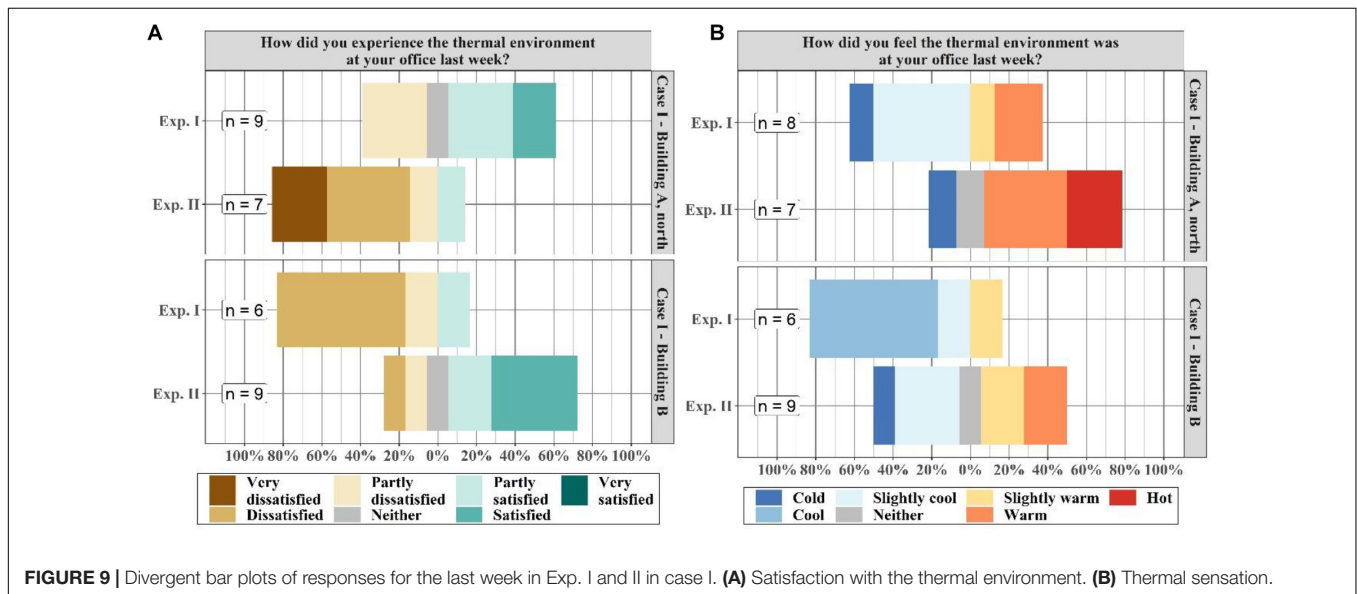 A
How did you experience the thermal environment
at your office last week?
Exp. I
n = 9
Exp. II
n = 7
Case I - Building A, north
Exp. I
n = 6
Exp. II
n = 9
Case I - Building B
100% 80% 60% 40% 20% 0% 20% 40% 60% 80% 100%
Very dissatisfied
Partly dissatisfied
Partly satisfied
Very satisfied
Dissatisfied
Neither
Satisfied
B
How did you feel the thermal environment was
at your office last week?
Exp. I
n = 8
Exp. II
n = 7
Case I - Building A, north
Exp. I
n = 6
Exp. II
n = 9
Case I - Building B
100% 80% 60% 40% 20% 0% 20% 40% 60% 80% 100%
Cold
Slightly cool
Slightly warm
Hot
Cool
Neither
Warm
FIGURE 9 | Divergent bar plots of responses for the last week in Exp. I and II in case I. (A) Satisfaction with the thermal environment. (B) Thermal sensation.